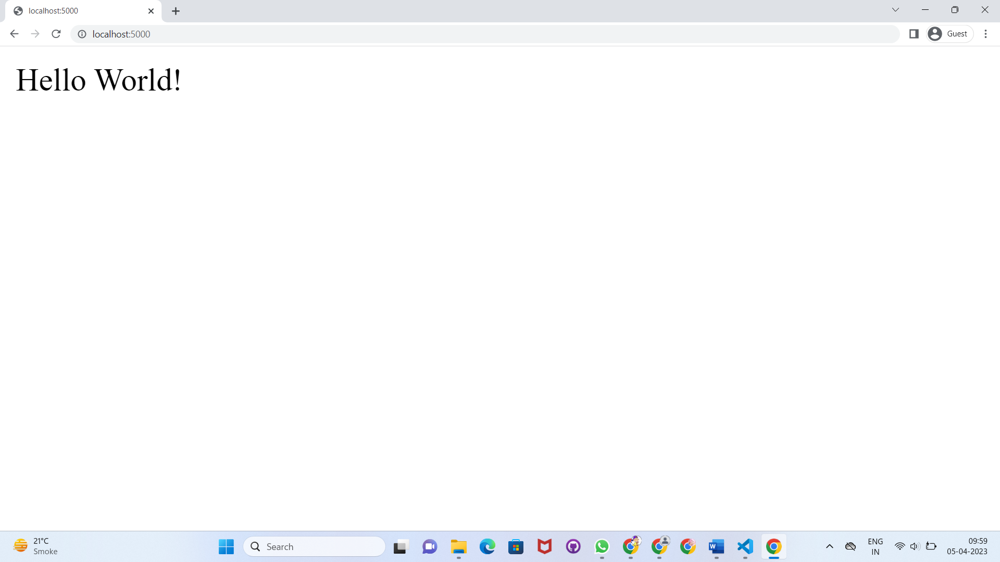 localhost:5000
localhost:5000
Guest
Hello World!
21°C
Smoke
Search
W
ENG
IN
09:59
05-04-2023